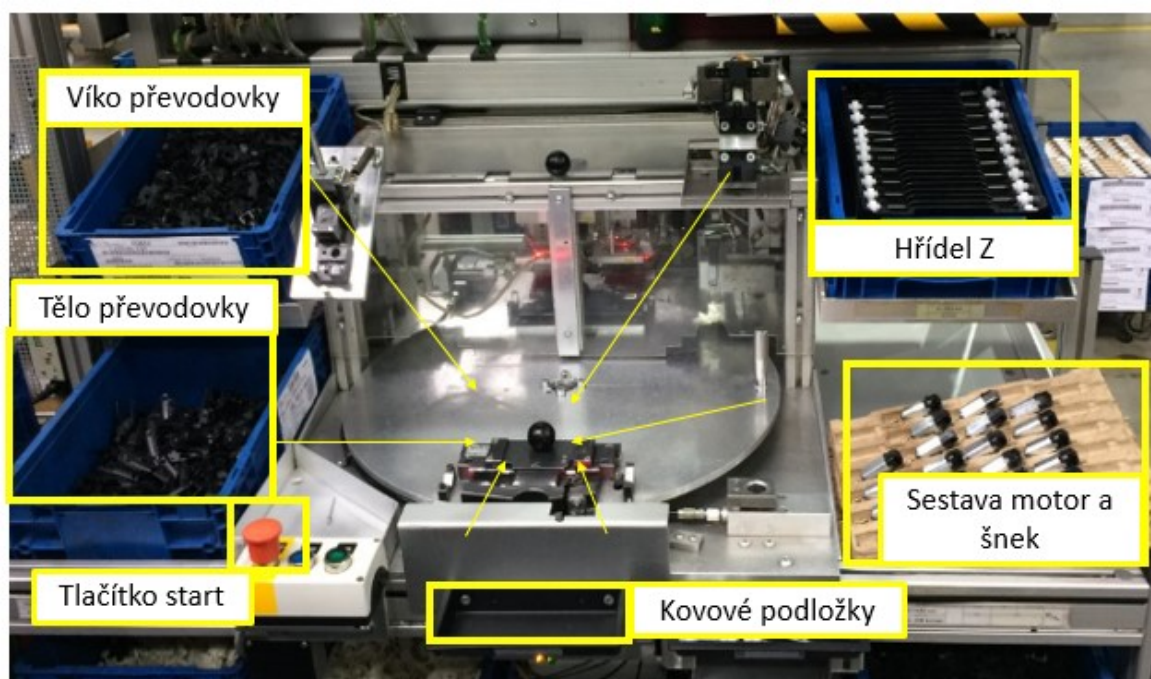 Víko převodovky
Hřídel Z
Tělo převodovky
Sestava motor a
šnek
Tlačítko start
Kovové podložky